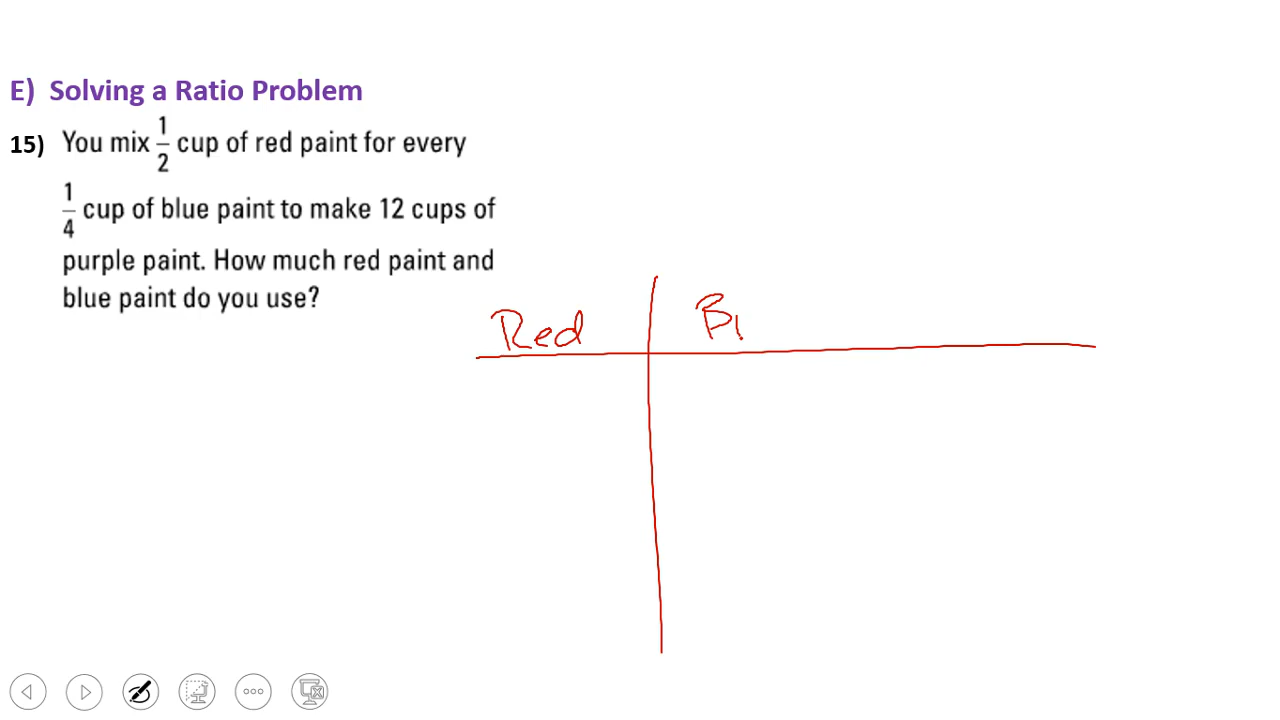 E) Solving a Ratio Problem
15) You mix 1/2 cup of red paint for every
1/4 cup of blue paint to make 12 cups of
purple paint. How much red paint and
blue paint do you use?
Red Bl